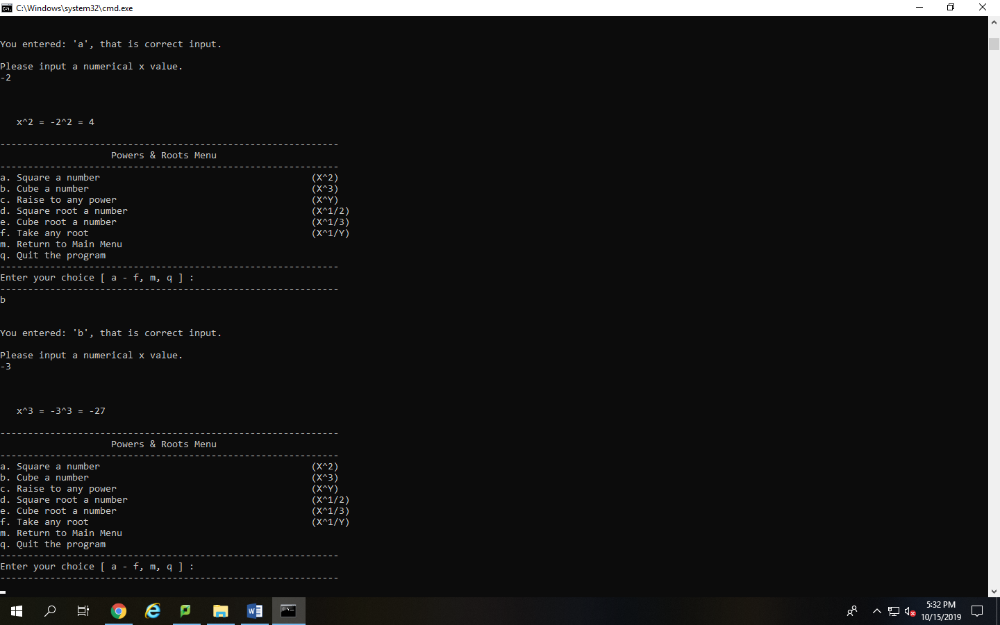 C:\Windows\system32\cmd.exe
You entered: 'a', that is correct input.
Please input a numerical x value.
-2
x^2 = -2^2 = 4
-------------------------------------------------------------
Powers & Roots Menu
-------------------------------------------------------------
a. Square a number (X^2)
b. Cube a number (X^3)
c. Raise to any power (X^Y)
d. Square root a number (X^1/2)
e. Cube root a number (X^1/3)
f. Take any root (X^1/Y)
m. Return to Main Menu
q. Quit the program
-------------------------------------------------------------
Enter your choice [ a - f, m, q ] :
-------------------------------------------------------------
b
You entered: 'b', that is correct input.
Please input a numerical x value.
-3
x^3 = -3^3 = -27
-------------------------------------------------------------
Powers & Roots Menu
-------------------------------------------------------------
a. Square a number (X^2)
b. Cube a number (X^3)
c. Raise to any power (X^Y)
d. Square root a number (X^1/2)
e. Cube root a number (X^1/3)
f. Take any root (X^1/Y)
m. Return to Main Menu
q. Quit the program
-------------------------------------------------------------
Enter your choice [ a - f, m, q ] :
-------------------------------------------------------------
5:32 PM
10/15/2019